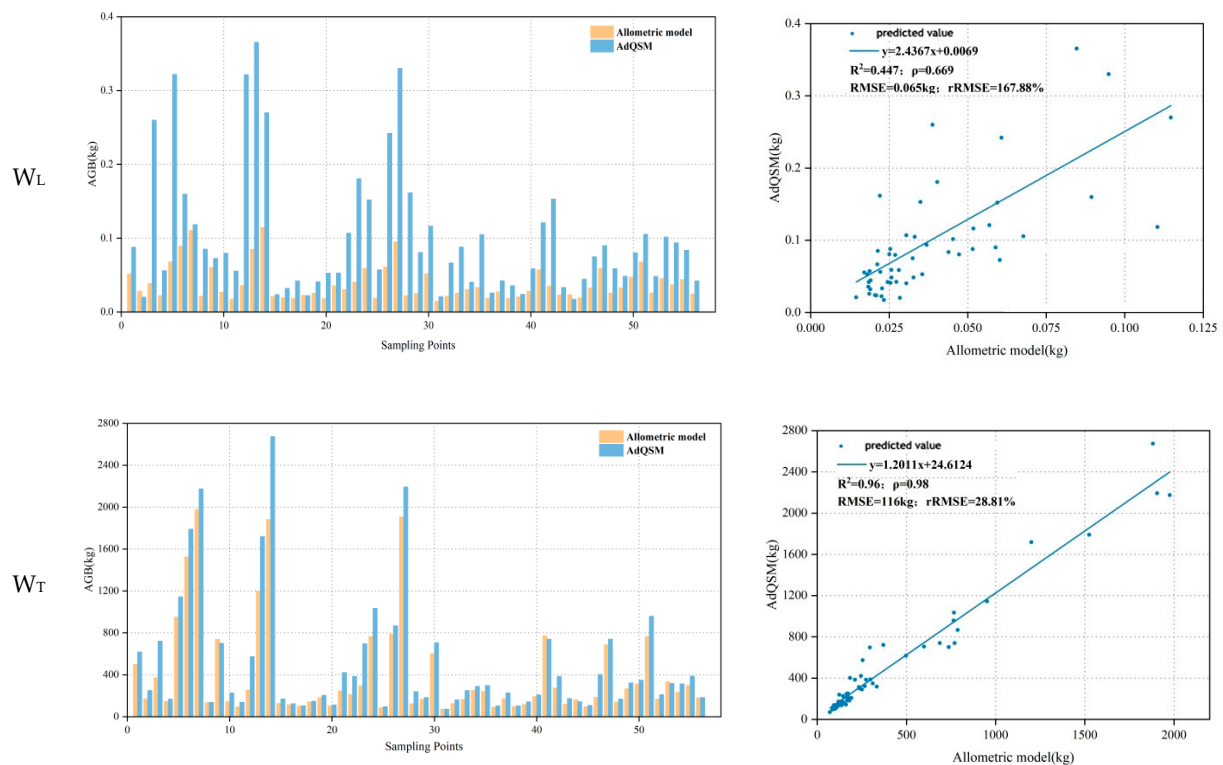 W_L
0.4
0.3
0.2
0.1
0.0
AGB(kg)
Allometric model
AdQSM
0 10 20 30 40 50
Sampling Points
0.4
0.3
0.2
0.1
0.0
AdQSM(kg)
predicted value
y=2.4367x+0.0069
R²=0.447；ρ=0.669
RMSE=0.065kg；rRMSE=167.88%
0.000 0.025 0.050 0.075 0.100 0.125
Allometric model(kg)
W_T
2800
2400
2000
1600
1200
800
400
0
AGB(kg)
Allometric model
AdQSM
0 10 20 30 40 50
Sampling Points
2800
2400
2000
1600
1200
800
400
0
AdQSM(kg)
predicted value
y=1.2011x+24.6124
R²=0.96；ρ=0.98
RMSE=116kg；rRMSE=28.81%
0 500 1000 1500 2000
Allometric model(kg)